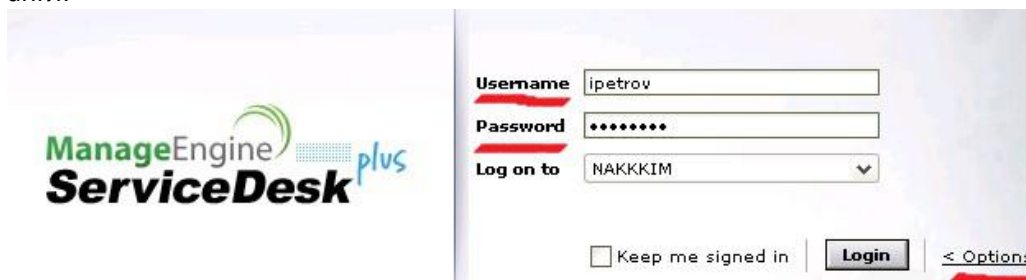 Username ipetrov
Password ••••••••
ManageEngine
ServiceDesk plus
Log on to NAKKKIM
Keep me signed in Login < Options